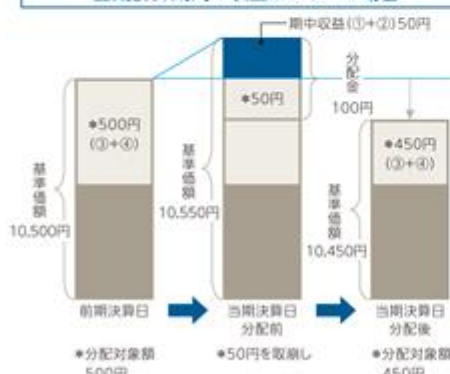 期中収益(①+②)50円
分配金
100円
*50円
*500円
(③+④)
*450円
(③+④)
基準価額
10,500円
基準価額
10,550円
基準価額
10,450円
前期決算日
当期決算日
分配前
当期決算日
分配後
*分配対象額
500円
*50円を取崩し
*分配対象額
450円